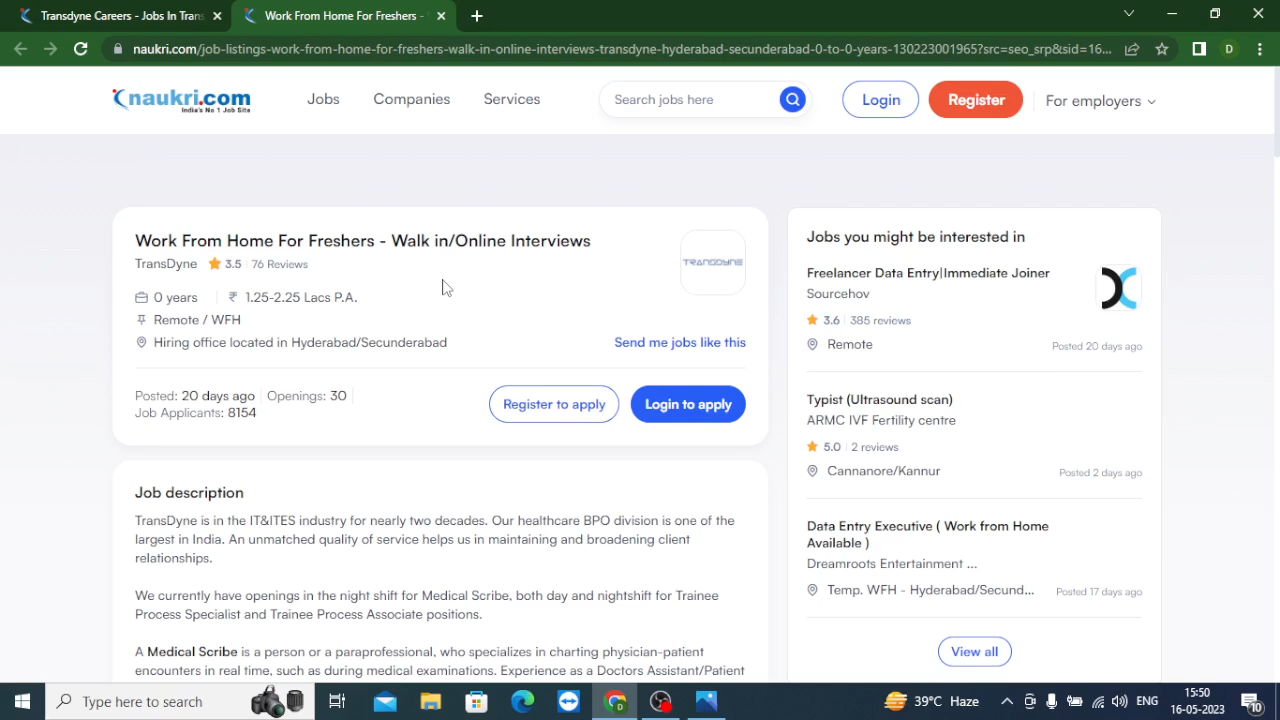 Transdyne Careers - Jobs In Trans
Work From Home For Freshers -
naukri.com/job-listings-work-from-home-for-freshers-walk-in-online-interviews-transdyne-hyderabad-secunderabad-0-to-0-years-130223001965?src=seo_srp&sid=16...
D
naukri.com
India's No 1 Job Site
Jobs
Companies
Services
Search jobs here
Login
Register
For employers
Work From Home For Freshers - Walk in/Online Interviews
TransDyne 3.5 76 Reviews
TRANSDYNE
0 years ₹ 1.25-2.25 Lacs P.A.
Remote / WFH
Hiring office located in Hyderabad/Secunderabad
Send me jobs like this
Posted: 20 days ago Openings: 30
Job Applicants: 8154
Register to apply
Login to apply
Job description
TransDyne is in the IT&ITES industry for nearly two decades. Our healthcare BPO division is one of the
largest in India. An unmatched quality of service helps us in maintaining and broadening client
relationships.
We currently have openings in the night shift for Medical Scribe, both day and nightshift for Trainee
Process Specialist and Trainee Process Associate positions.
A Medical Scribe is a person or a paraprofessional, who specializes in charting physician-patient
encounters in real time, such as during medical examinations. Experience as a Doctors Assistant/Patient
Jobs you might be interested in
Freelancer Data Entry|Immediate Joiner
Sourcehov
3.6 385 reviews
Remote
Posted 20 days ago
Typist (Ultrasound scan)
ARMC IVF Fertility centre
5.0 2 reviews
Cannanore/Kannur
Posted 2 days ago
Data Entry Executive ( Work from Home
Available )
Dreamroots Entertainment ...
Temp. WFH - Hyderabad/Secund...
Posted 17 days ago
View all
Type here to search
D
39°C Haze
ENG
15:50
16-05-2023
10